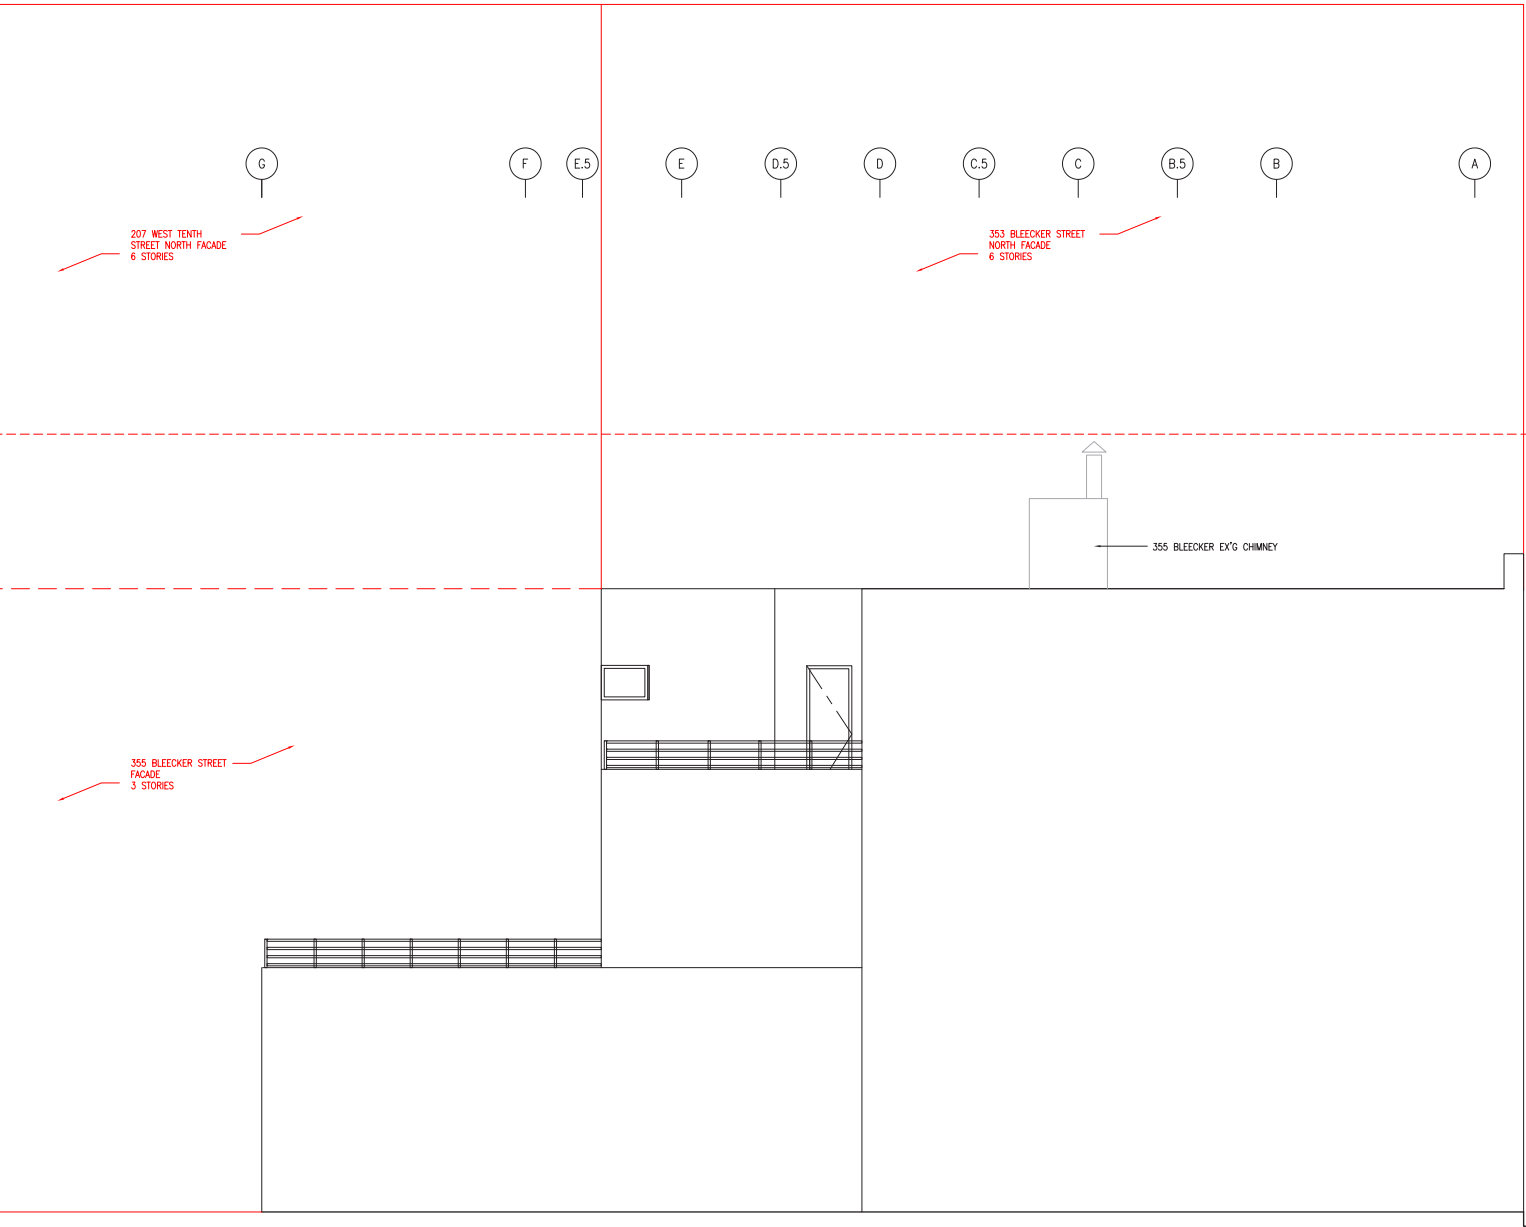 G
F
E.5
E
D.5
D
C.5
C
B.5
B
A
207 WEST TENTH
STREET NORTH FACADE
6 STORIES
353 BLEECKER STREET
NORTH FACADE
6 STORIES
355 BLEECKER EX'G CHIMNEY
355 BLEECKER STREET
FACADE
3 STORIES